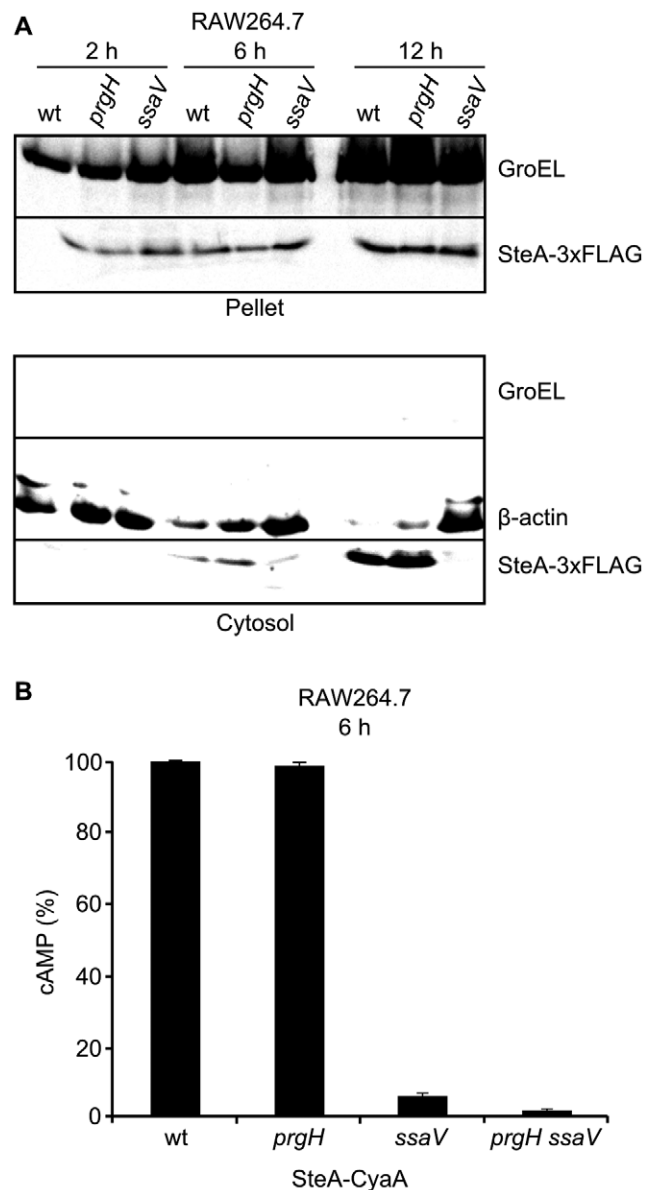 A
RAW264.7
2 h 6 h 12 h
wt prgH ssaV wt prgH ssaV wt prgH ssaV
GroEL
SteA-3xFLAG
Pellet
GroEL
β-actin
SteA-3xFLAG
Cytosol
B
RAW264.7
6 h
100
80
60
40
20
0
cAMP (%)
wt prgH ssaV prgH ssaV
SteA-CyaA